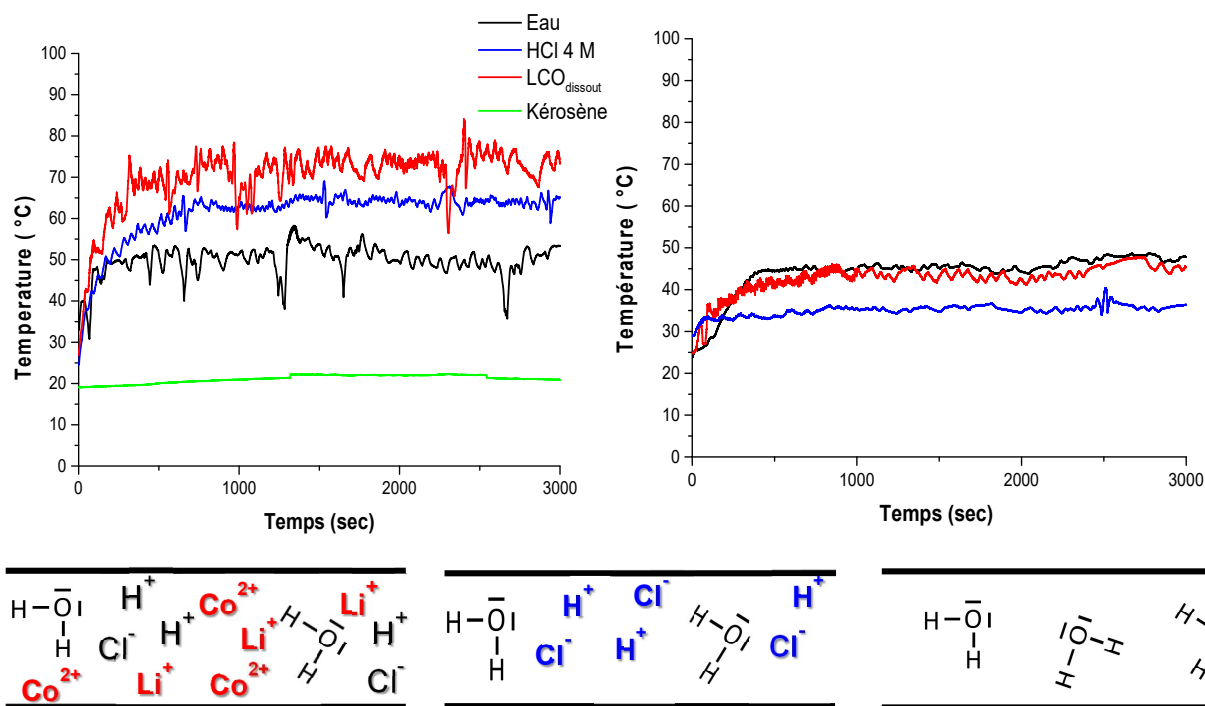 Eau
HCl 4 M
LCOdissout
Kérosène
Temperature ( °C)
100
90
80
70
60
50
40
30
20
10
0
0
1000
2000
3000
Temps (sec)
Température ( °C)
100
90
80
70
60
50
40
30
20
10
0
0
1000
2000
3000
Temps (sec)
H O H
H+
Co2+
Li+
Cl-
H+
Li+
H O H
H+
Co2+
Li+
Co2+
Cl-
H O H
H+
Cl-
H+
Cl-
H+
H O H
Cl-
H O H
H O H
H
H